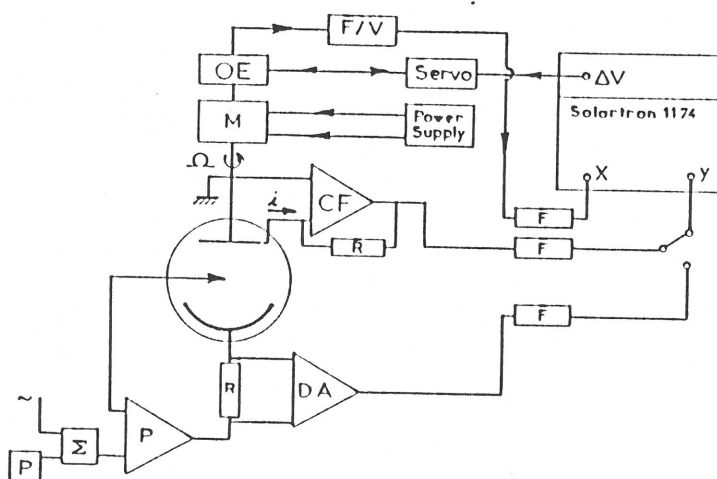 F/V
OE
Servo
ΔV
Solartron 1174
M
Power
Supply
Ω
X
Y
i
CF
F
R
F
F
R
DA
~
Σ
P
P